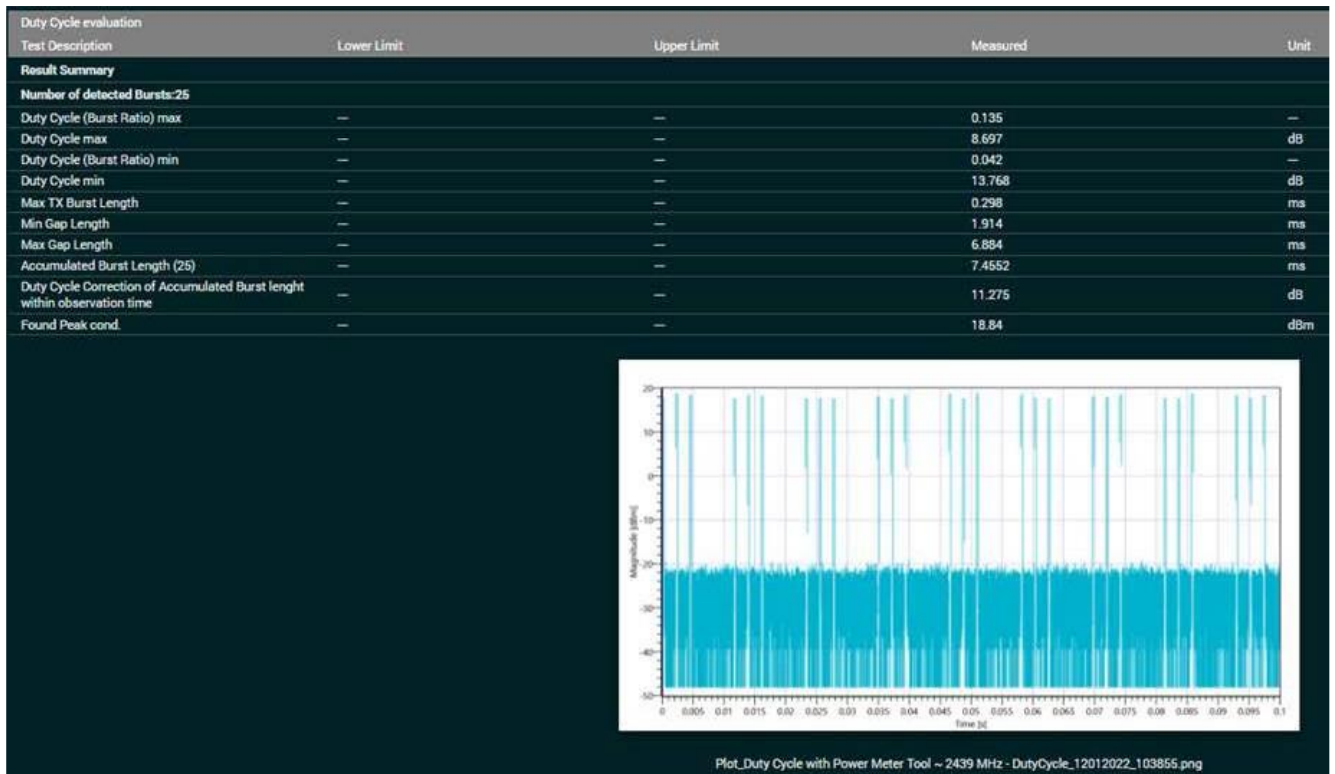 Duty Cycle evaluation
Test Description Lower Limit Upper Limit Measured Unit
Result Summary
Number of detected Bursts:25
Duty Cycle (Burst Ratio) max — — 0.135 —
Duty Cycle max — — 8.697 dB
Duty Cycle (Burst Ratio) min — — 0.042 —
Duty Cycle min — — 13.768 dB
Max TX Burst Length — — 0.298 ms
Min Gap Length — — 1.914 ms
Max Gap Length — — 6.884 ms
Accumulated Burst Length (25) — — 7.4552 ms
Duty Cycle Correction of Accumulated Burst lenght
within observation time — — 11.275 dB
Found Peak cond. — — 18.84 dBm
20
10
0
-10
-20
-30
-40
-50
Magnitude [dBm]
0 0.005 0.01 0.015 0.02 0.025 0.03 0.035 0.04 0.045 0.05 0.055 0.06 0.065 0.07 0.075 0.08 0.085 0.09 0.095 0.1
Time [s]
Plot_Duty Cycle with Power Meter Tool ~ 2439 MHz - DutyCycle_12012022_103855.png